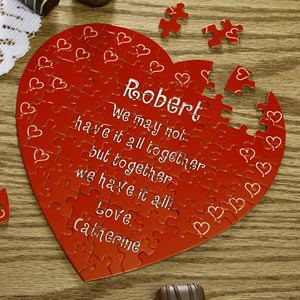 Robert
We may not
have it all together,
but together
we have it all!
Love,
Catherine